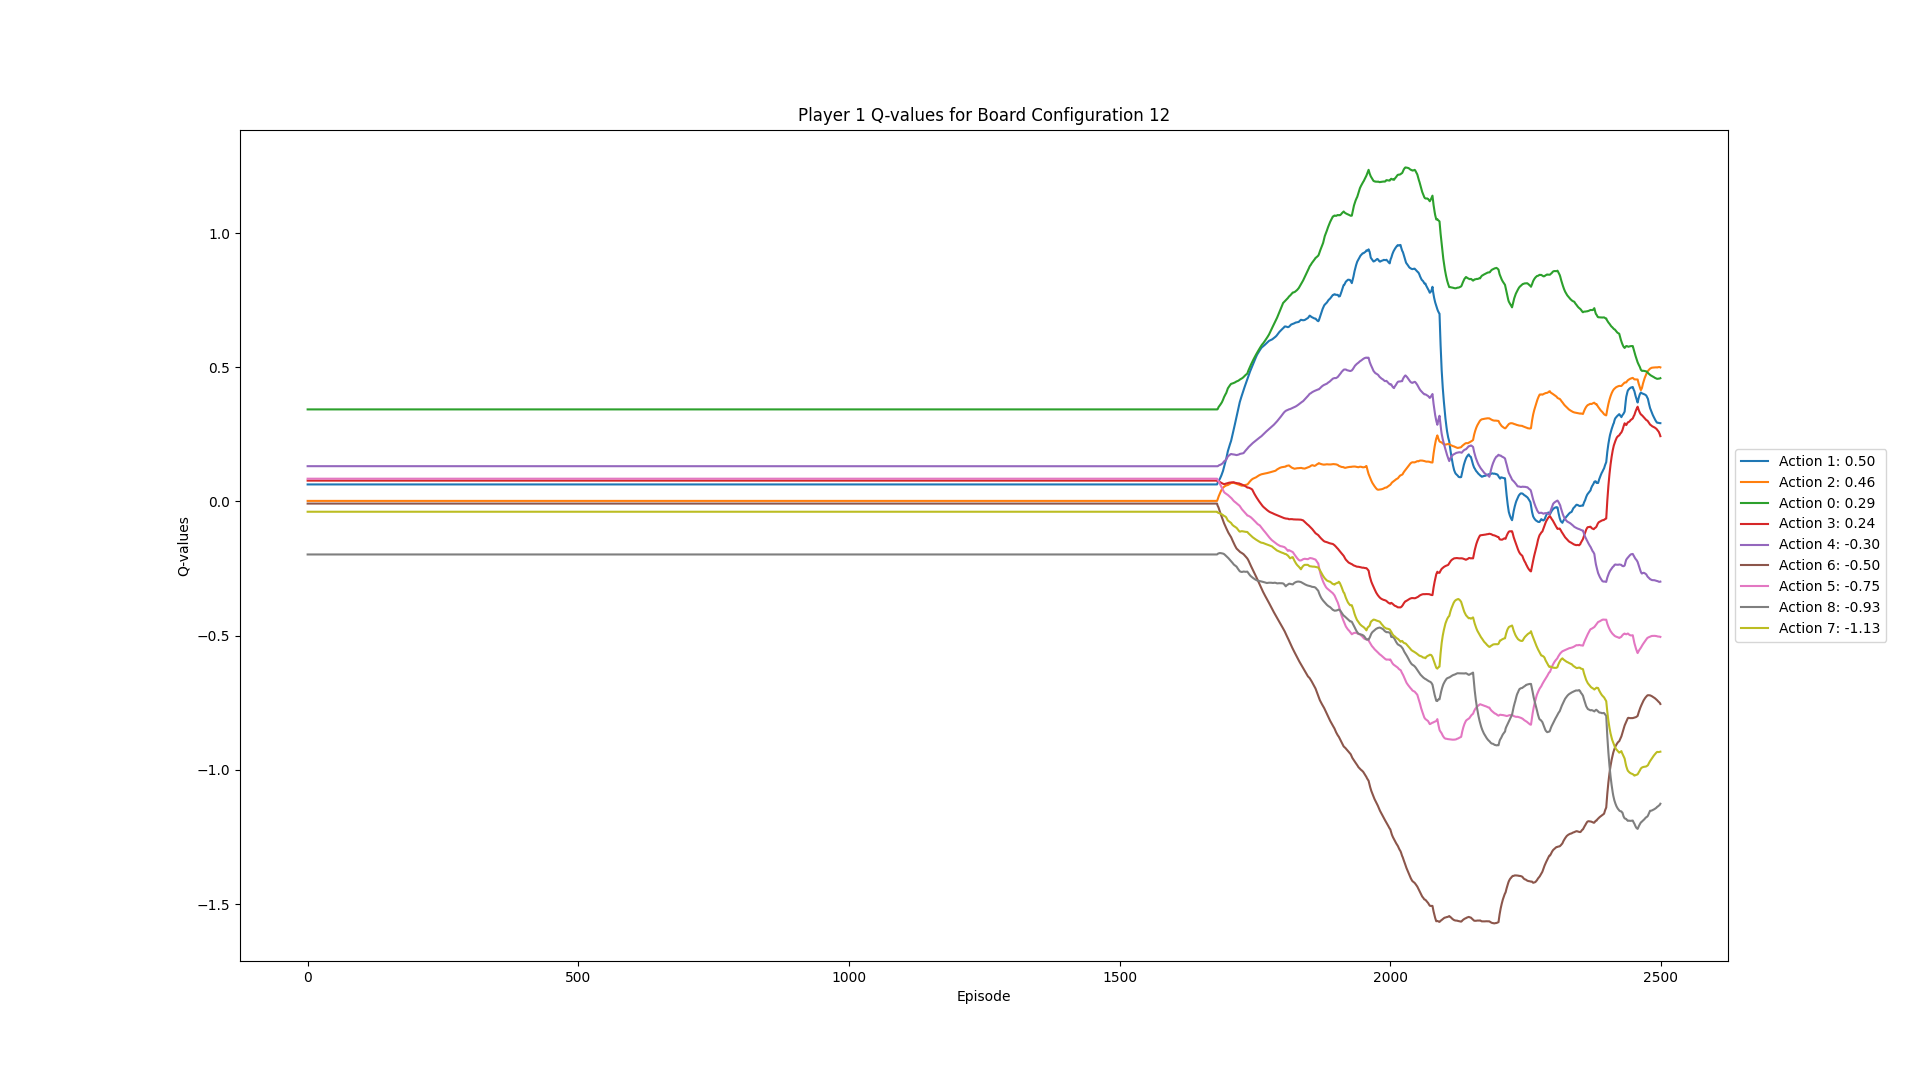 Player 1 Q-values for Board Configuration 12
1.0
0.5
0.0
−0.5
−1.0
−1.5
Q-values
0
500
1000
1500
2000
2500
Episode
Action 1: 0.50
Action 2: 0.46
Action 0: 0.29
Action 3: 0.24
Action 4: -0.30
Action 6: -0.50
Action 5: -0.75
Action 8: -0.93
Action 7: -1.13